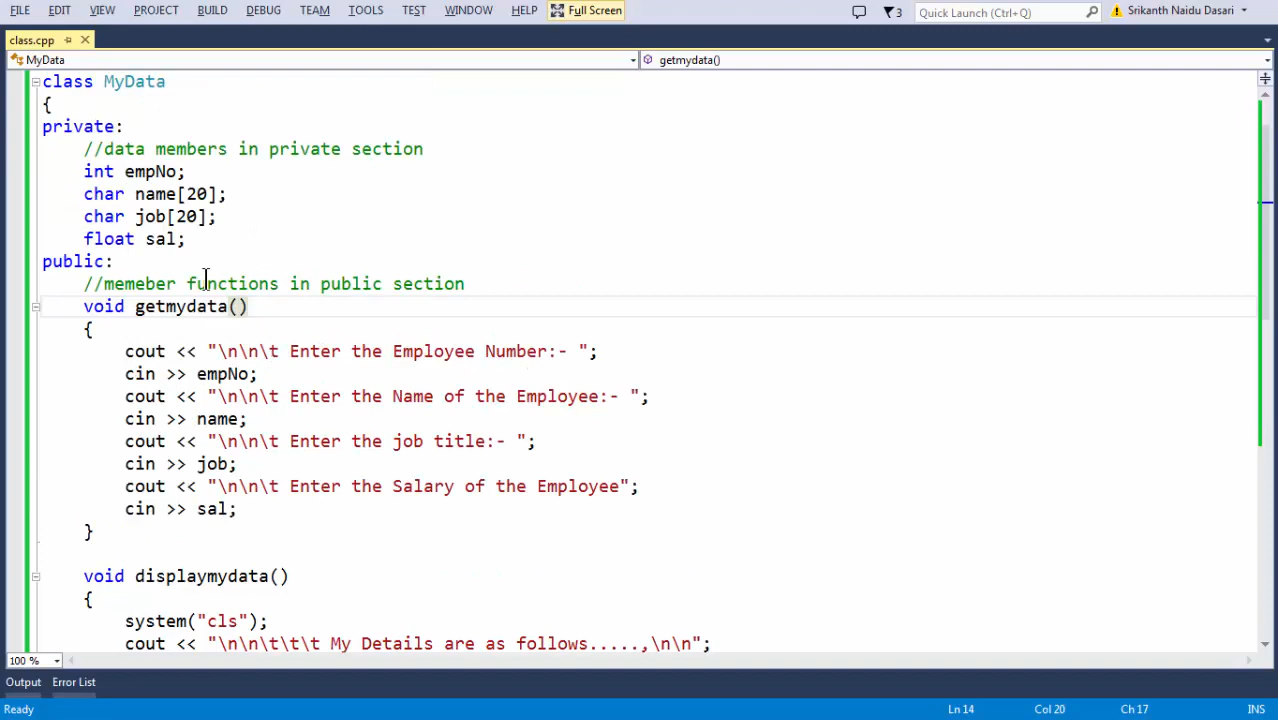 FILE EDIT VIEW PROJECT BUILD DEBUG TEAM TOOLS TEST WINDOW HELP Full Screen 3 Quick Launch (Ctrl+Q) Srikanth Naidu Dasari
class.cpp
MyData getmydata()
class MyData
{
private:
//data members in private section
int empNo;
char name[20];
char job[20];
float sal;
public:
//memeber functions in public section
void getmydata()
{
cout << "\n\n\t Enter the Employee Number:- ";
cin >> empNo;
cout << "\n\n\t Enter the Name of the Employee:- ";
cin >> name;
cout << "\n\n\t Enter the job title:- ";
cin >> job;
cout << "\n\n\t Enter the Salary of the Employee";
cin >> sal;
}
void displaymydata()
{
system("cls");
cout << "\n\n\t\t\t My Details are as follows.....,\n\n";
100 %
Output Error List
Ready Ln 14 Col 20 Ch 17 INS